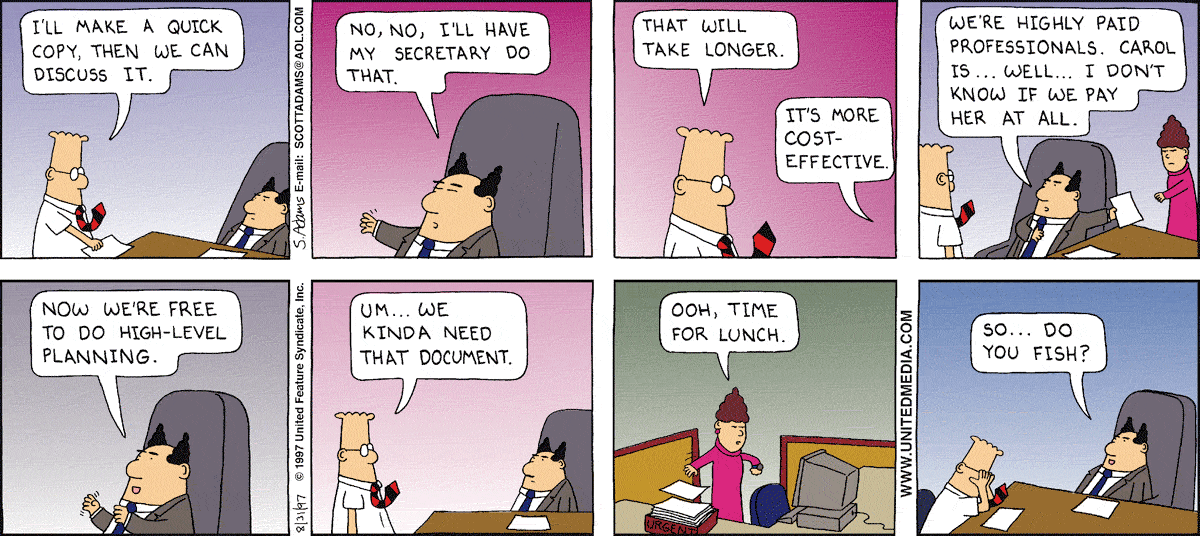 I'LL MAKE A QUICK
COPY, THEN WE CAN
DISCUSS IT.
S.Adams E-mail: SCOTTADAMS@AOL.COM
NO, NO, I'LL HAVE
MY SECRETARY DO
THAT.
THAT WILL
TAKE LONGER.
IT'S MORE
COST-
EFFECTIVE.
WE'RE HIGHLY PAID
PROFESSIONALS. CAROL
IS... WELL... I DON'T
KNOW IF WE PAY
HER AT ALL.
NOW WE'RE FREE
TO DO HIGH-LEVEL
PLANNING.
8/31/97 © 1997 United Feature Syndicate, Inc.
UM... WE
KINDA NEED
THAT DOCUMENT.
OOH, TIME
FOR LUNCH.
URGENT!
WWW.UNITEDMEDIA.COM
SO... DO
YOU FISH?